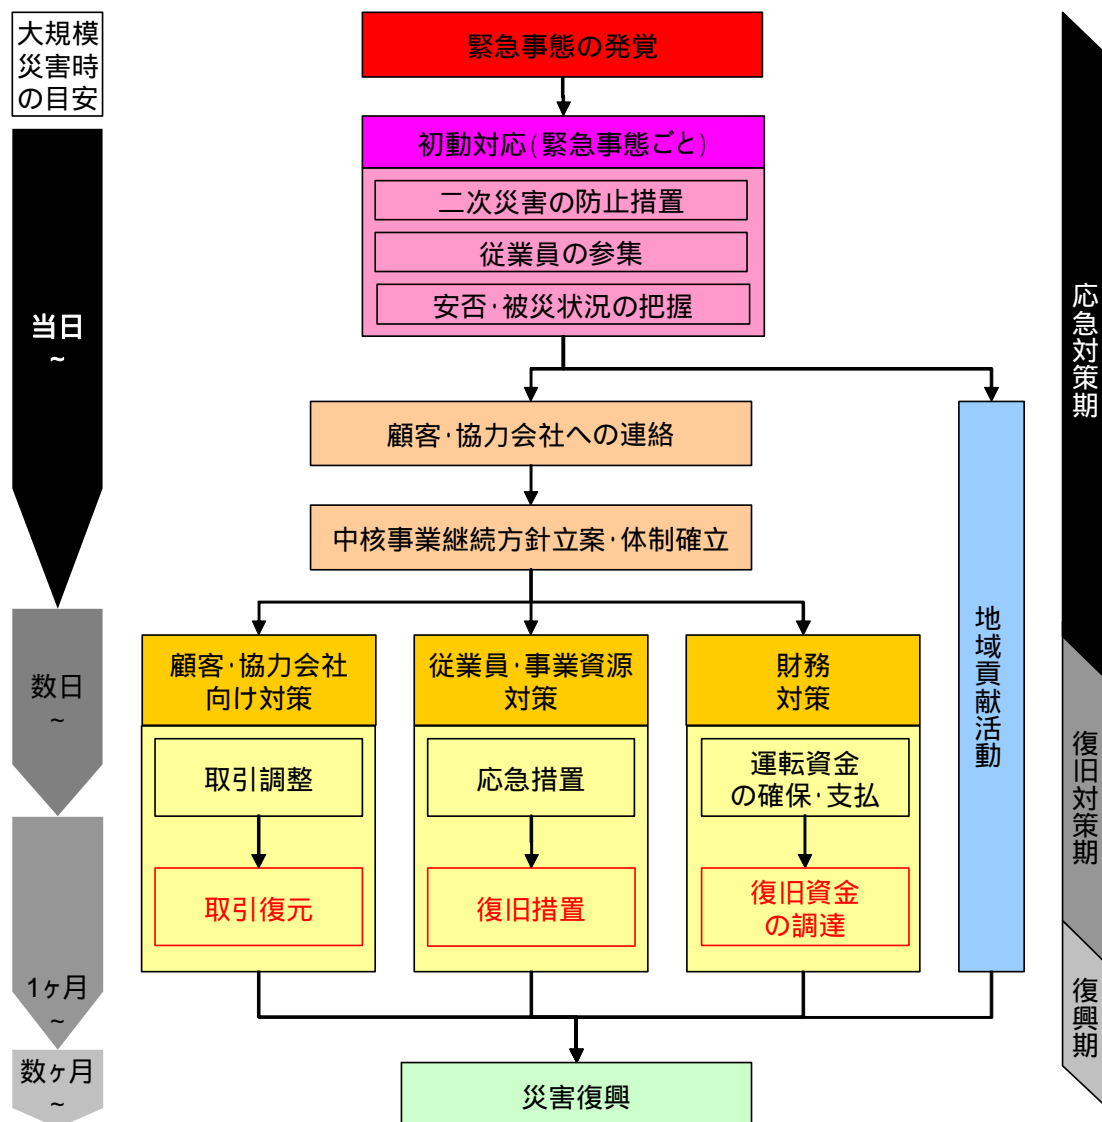 大規模
災害時
の目安
緊急事態の発覚
初動対応(緊急事態ごと)
二次災害の防止措置
従業員の参集
安否·被災状況の把握
当日
~
応急対策期
顧客·協力会社への連絡
中核事業継続方針立案·体制確立
地域貢献活動
数日
~
顧客·協力会社
向け対策
従業員·事業資源
対策
財務
対策
取引調整
応急措置
運転資金
の確保·支払
復旧対策期
取引復元
復旧措置
復旧資金
の調達
1ヶ月
~
復興期
数ヶ月
~
災害復興